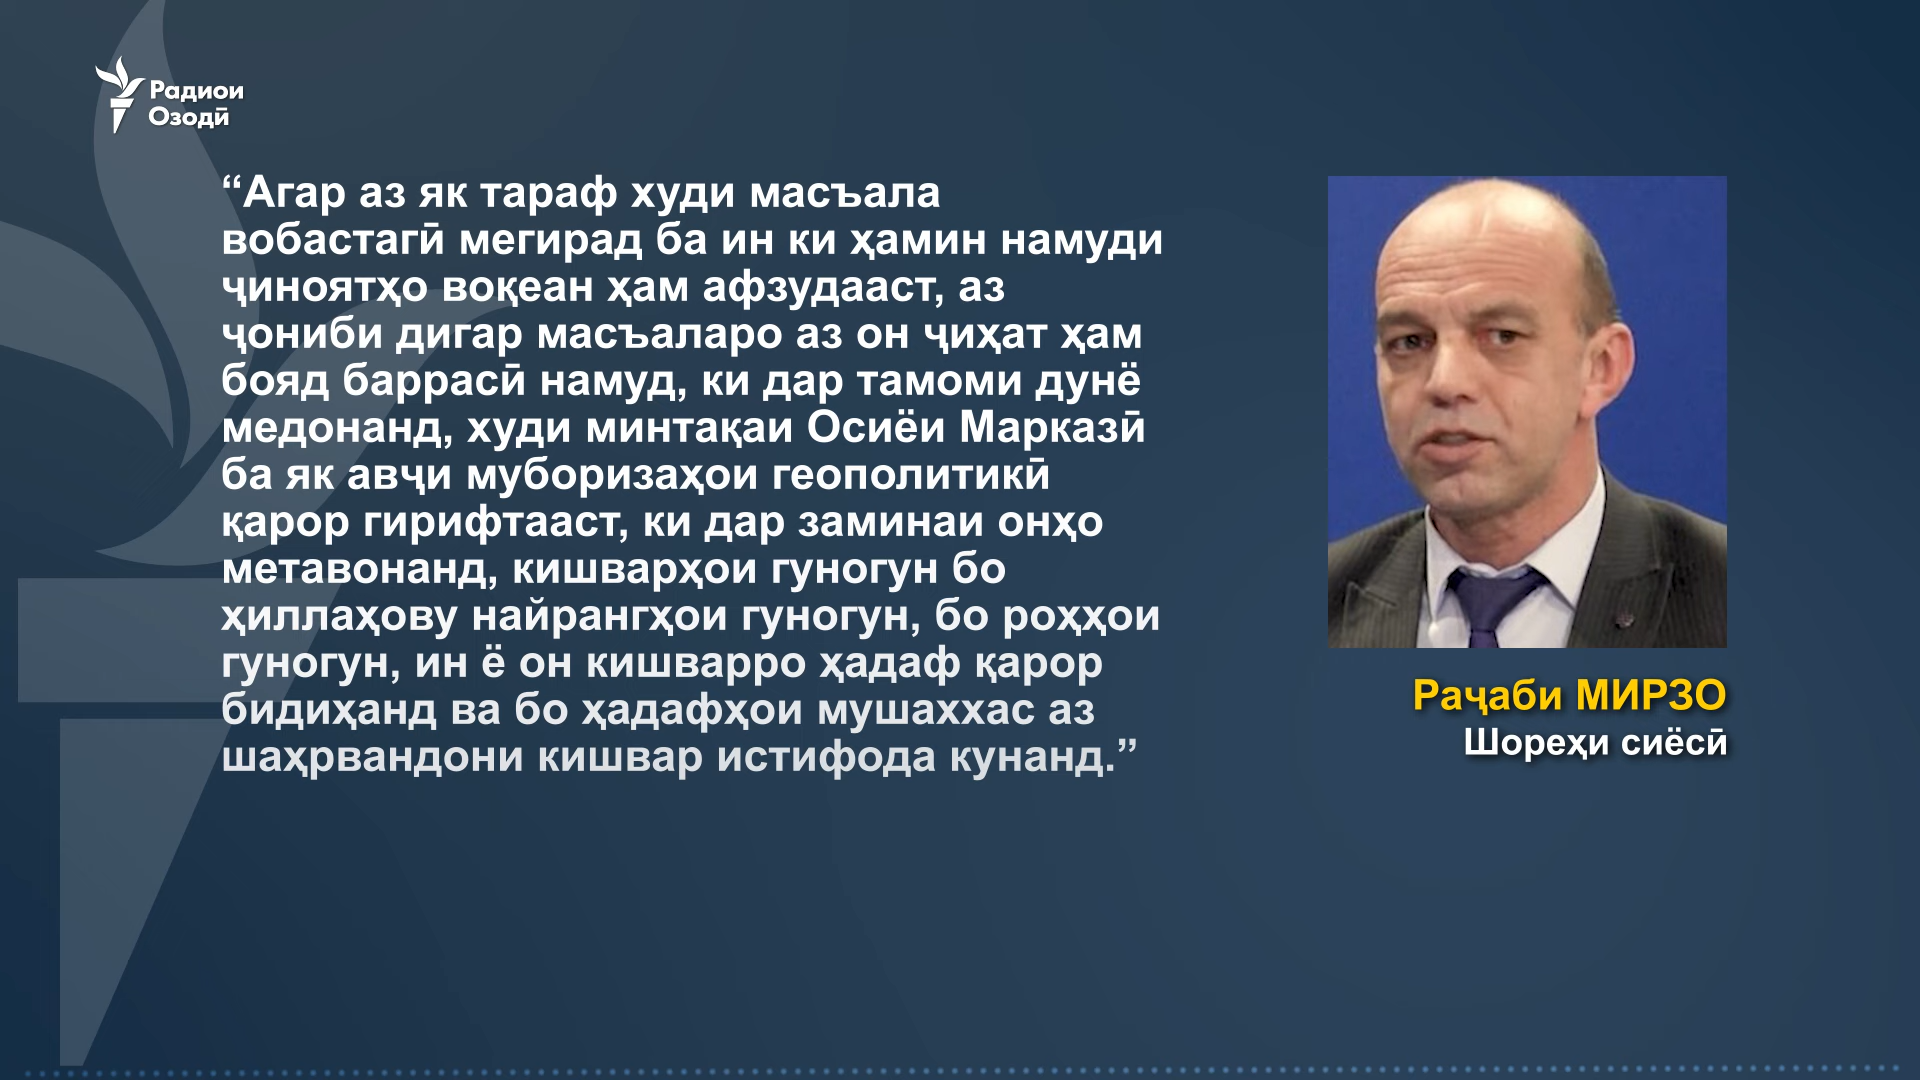 Радиои
Озодӣ
“Агар аз як тараф худи масъала
вобастагӣ мегирад ба ин ки ҳамин намуди
ҷиноятҳо воқеан ҳам афзудааст, аз
ҷониби дигар масъаларо аз он ҷиҳат ҳам
бояд баррасӣ намуд, ки дар тамоми дунё
медонанд, худи минтақаи Осиёи Марказӣ
ба як авҷи муборизаҳои геополитикӣ
қарор гирифтааст, ки дар заминаи онҳо
метавонанд, кишварҳои гуногун бо
ҳиллаҳову найрангҳои гуногун, бо роҳҳои
гуногун, ин ё он кишварро ҳадаф қарор
бидиҳанд ва бо ҳадафҳои мушаххас аз
шаҳрвандони кишвар истифода кунанд.”
Раҷаби МИРЗО
Шореҳи сиёсӣ